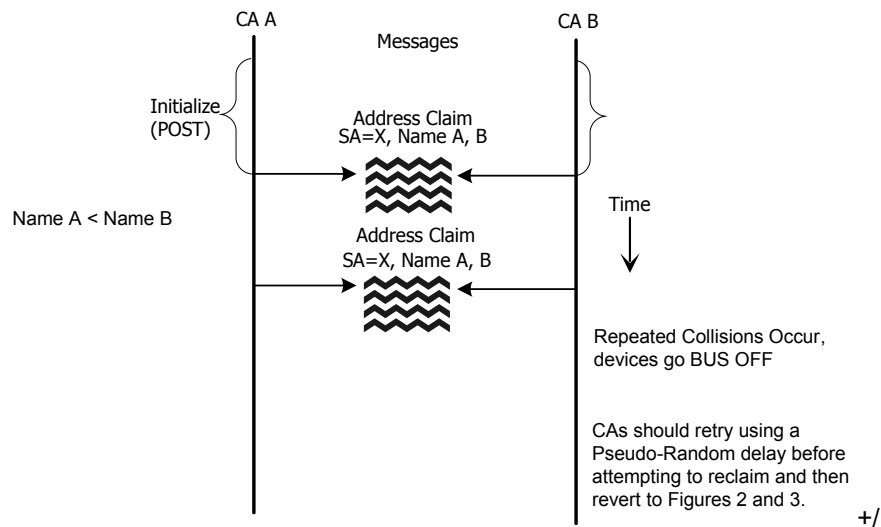 CA A
CA B
Messages
Initialize
(POST)
Address Claim
SA=X, Name A, B
Name A < Name B
Time
Address Claim
SA=X, Name A, B
Repeated Collisions Occur,
devices go BUS OFF
CAs should retry using a
Pseudo-Random delay before
attempting to reclaim and then
revert to Figures 2 and 3.
+/